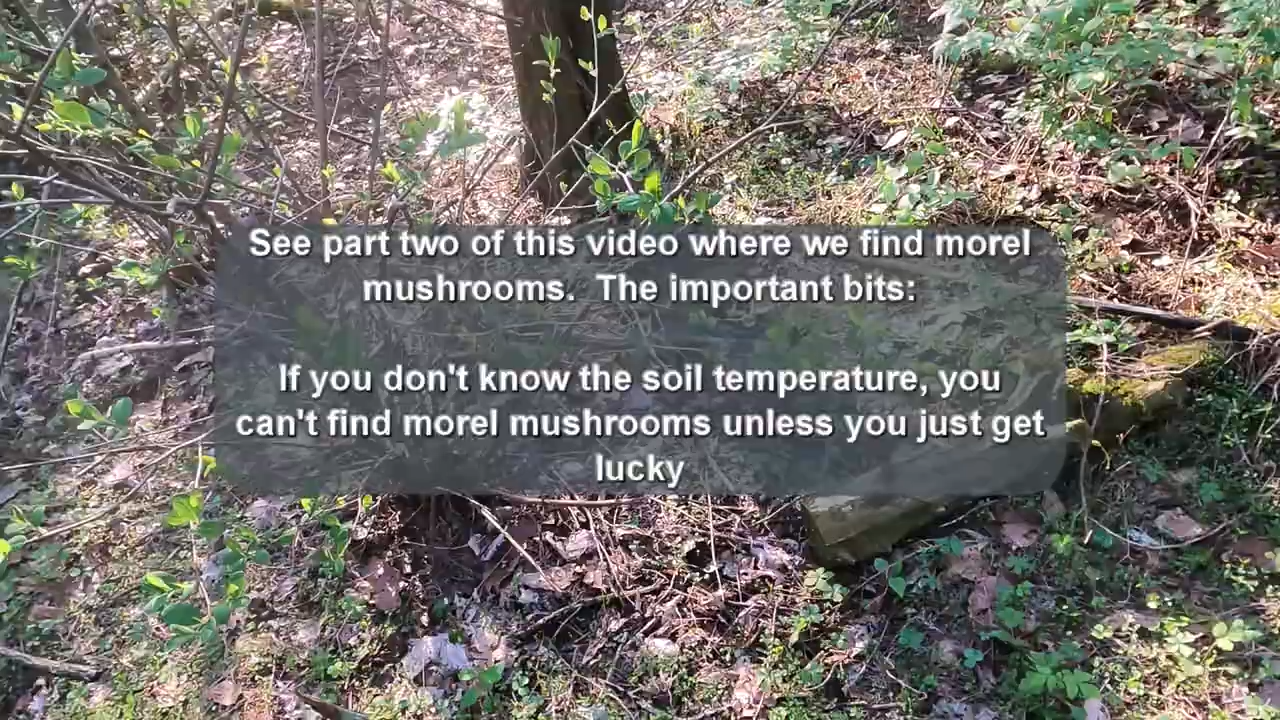 See part two of this video where we find morel
mushrooms.  The important bits:
If you don't know the soil temperature, you
can't find morel mushrooms unless you just get
lucky